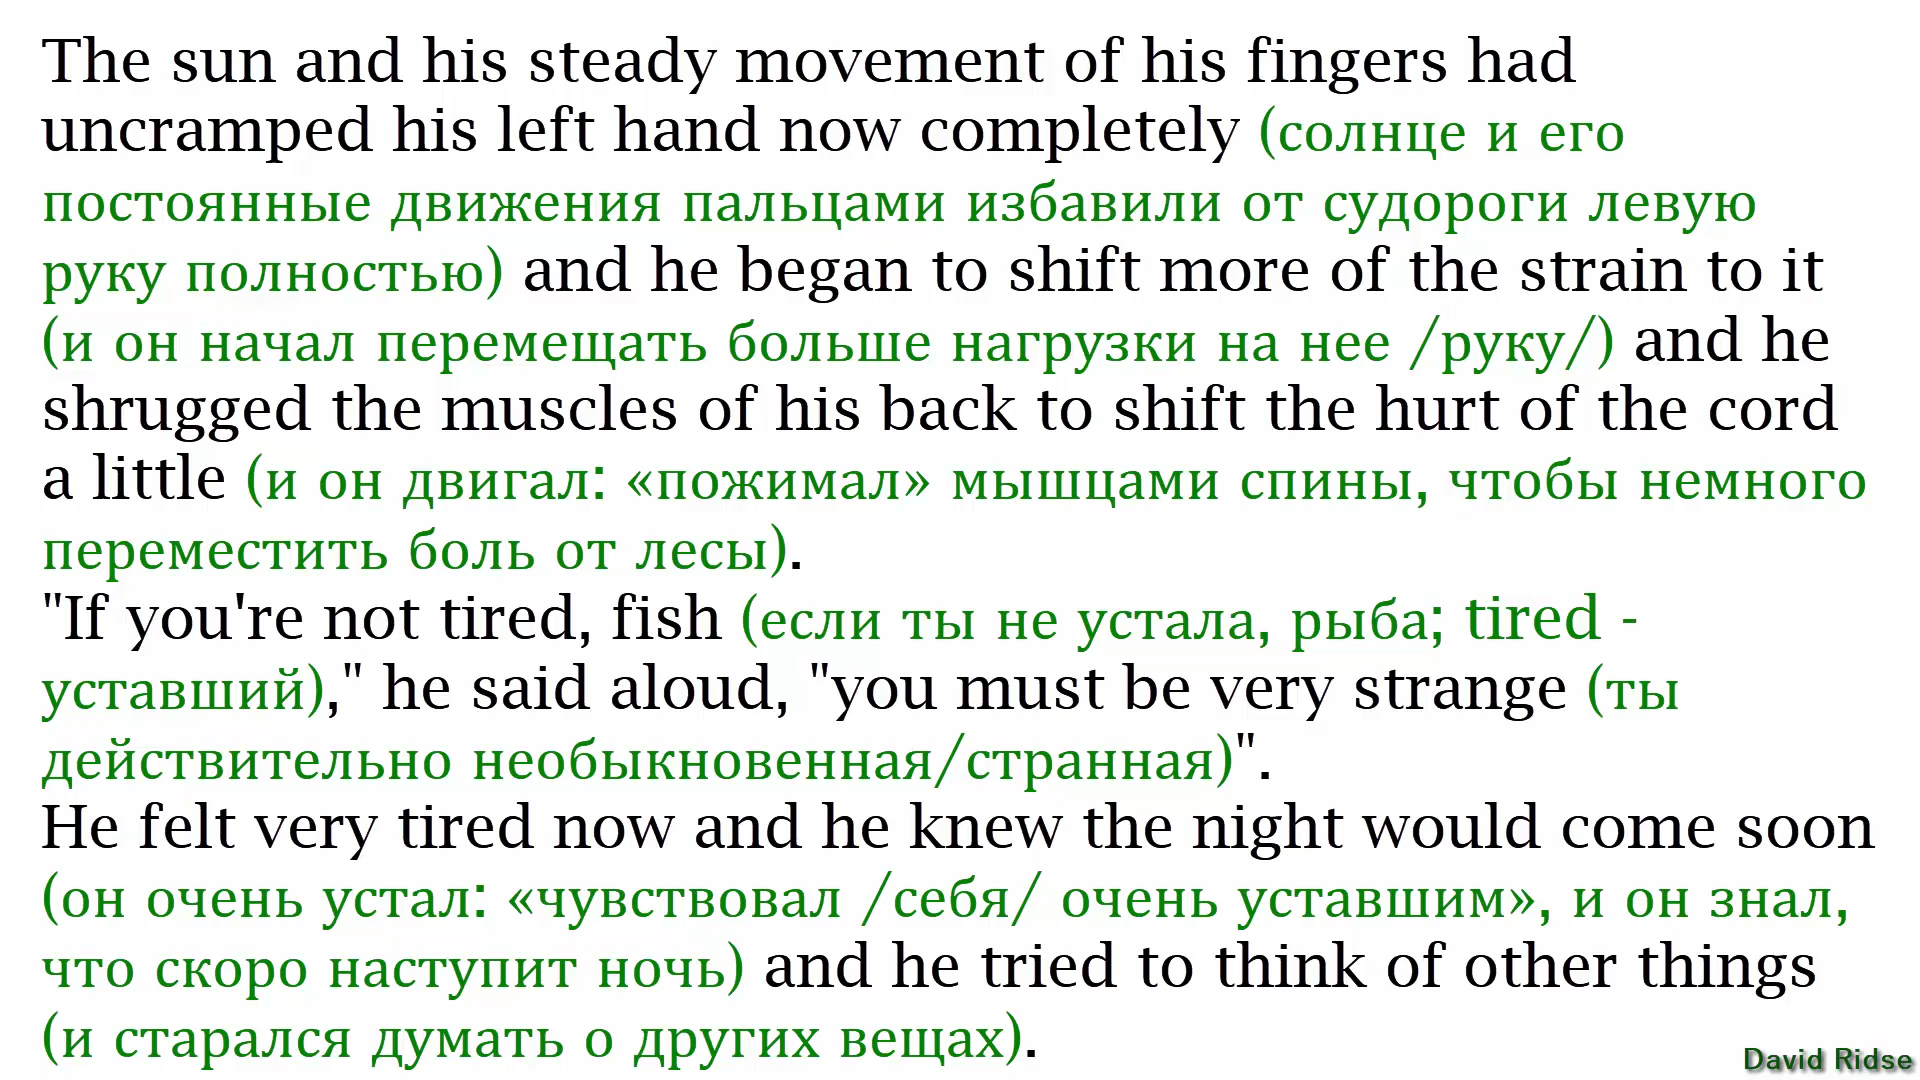 The sun and his steady movement of his fingers had
uncramped his left hand now completely (солнце и его
постоянные движения пальцами избавили от судороги левую
руку полностью) and he began to shift more of the strain to it
(и он начал перемещать больше нагрузки на нее /руку/) and he
shrugged the muscles of his back to shift the hurt of the cord
a little (и он двигал: «пожимал» мышцами спины, чтобы немного
переместить боль от лесы).
"If you're not tired, fish (если ты не устала, рыба; tired -
уставший)," he said aloud, "you must be very strange (ты
действительно необыкновенная/странная)".
He felt very tired now and he knew the night would come soon
(он очень устал: «чувствовал /себя/ очень уставшим», и он знал,
что скоро наступит ночь) and he tried to think of other things
(и старался думать о других вещах).
David Ridse